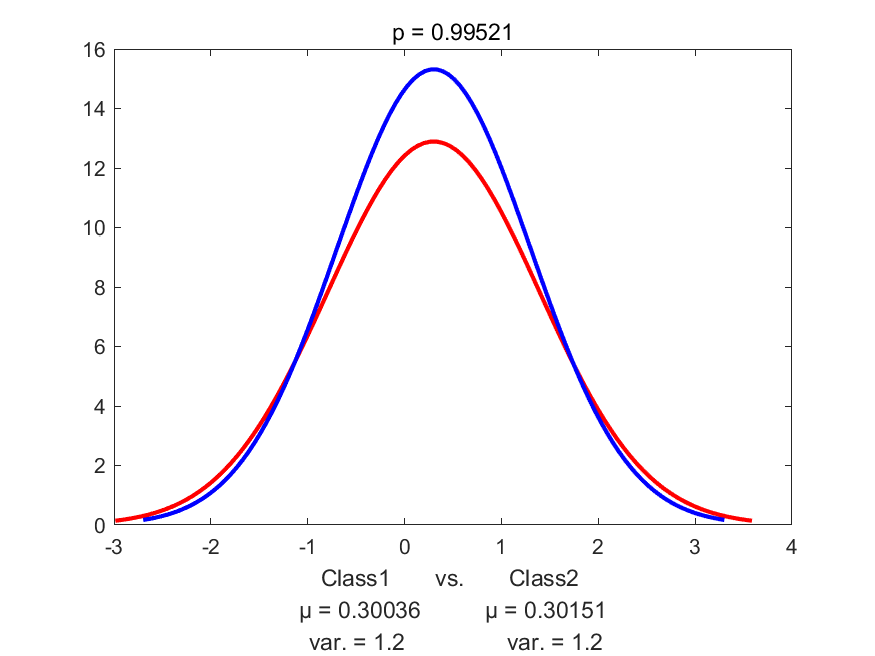 p = 0.99521
16
14
12
10
8
6
4
2
0
-3 -2 -1 0 1 2 3 4
Class1 vs. Class2
μ = 0.30036 μ = 0.30151
var. = 1.2 var. = 1.2